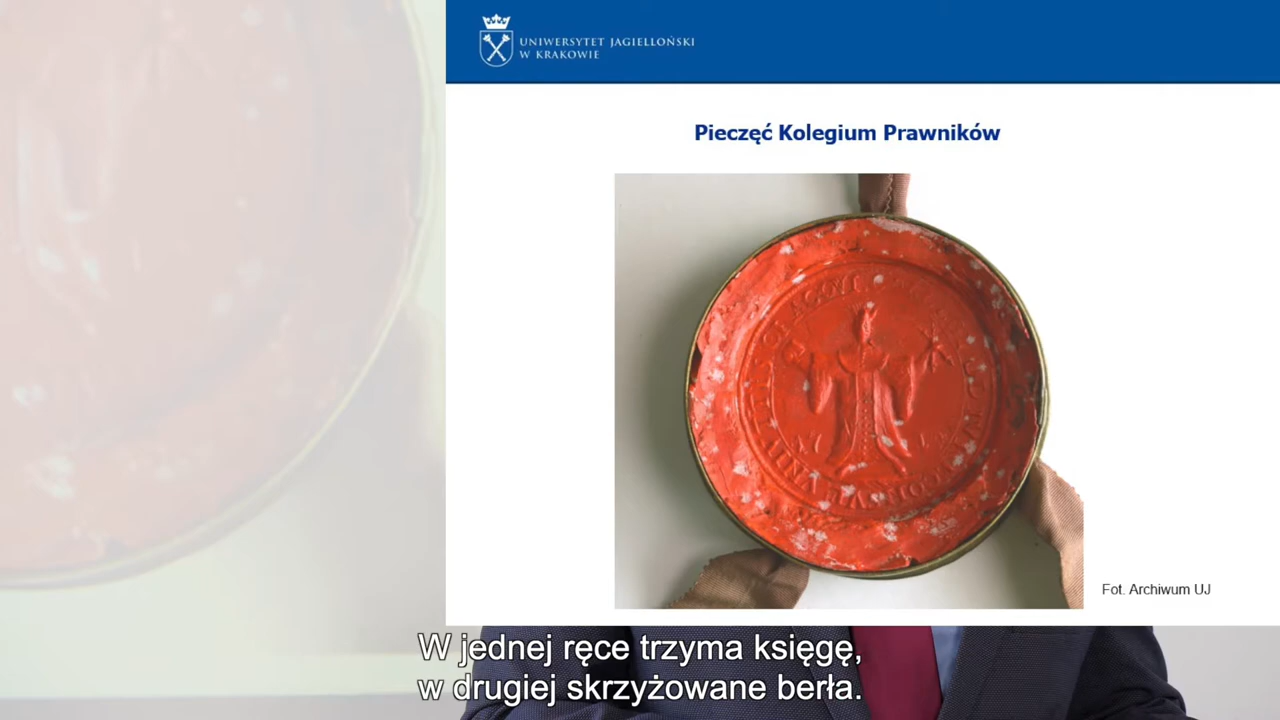 UNIWERSYTET JAGIELLOŃSKI
W KRAKOWIE
Pieczęć Kolegium Prawników
Fot. Archiwum UJ
W jednej ręce trzyma księgę,
w drugiej skrzyżowane berła.